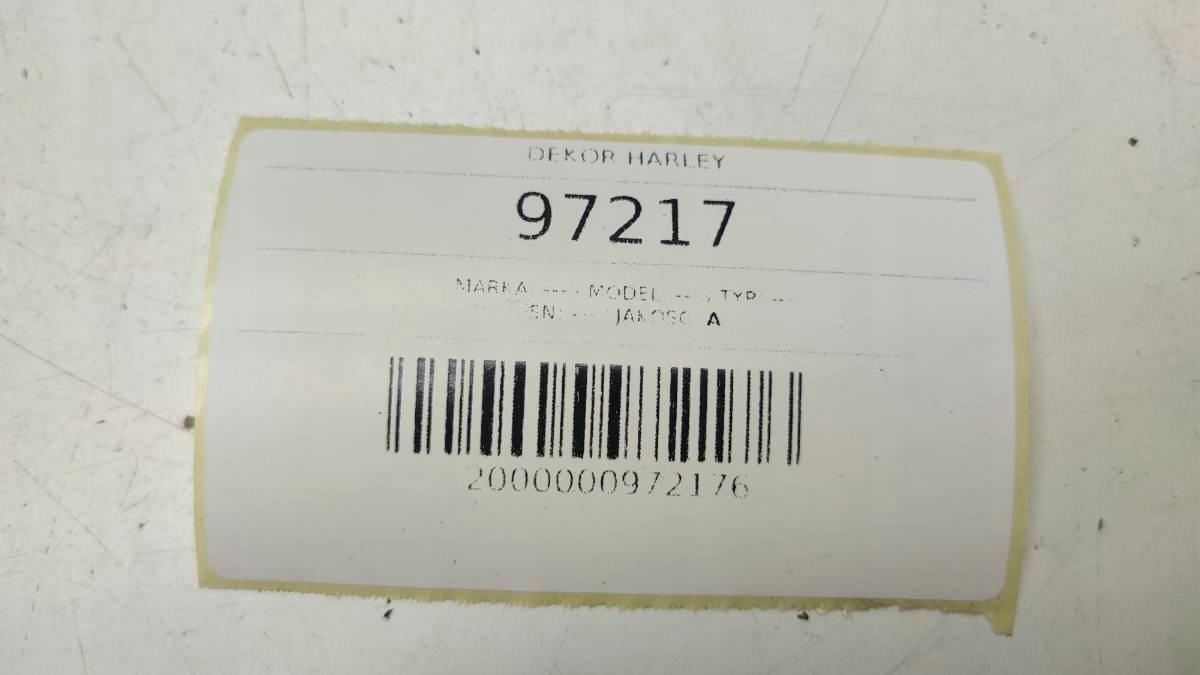 DEKOR HARLEY
97217
MARKA: --- , MODEL: --- , TYP: ---
JAKOSC: A
2000000972176